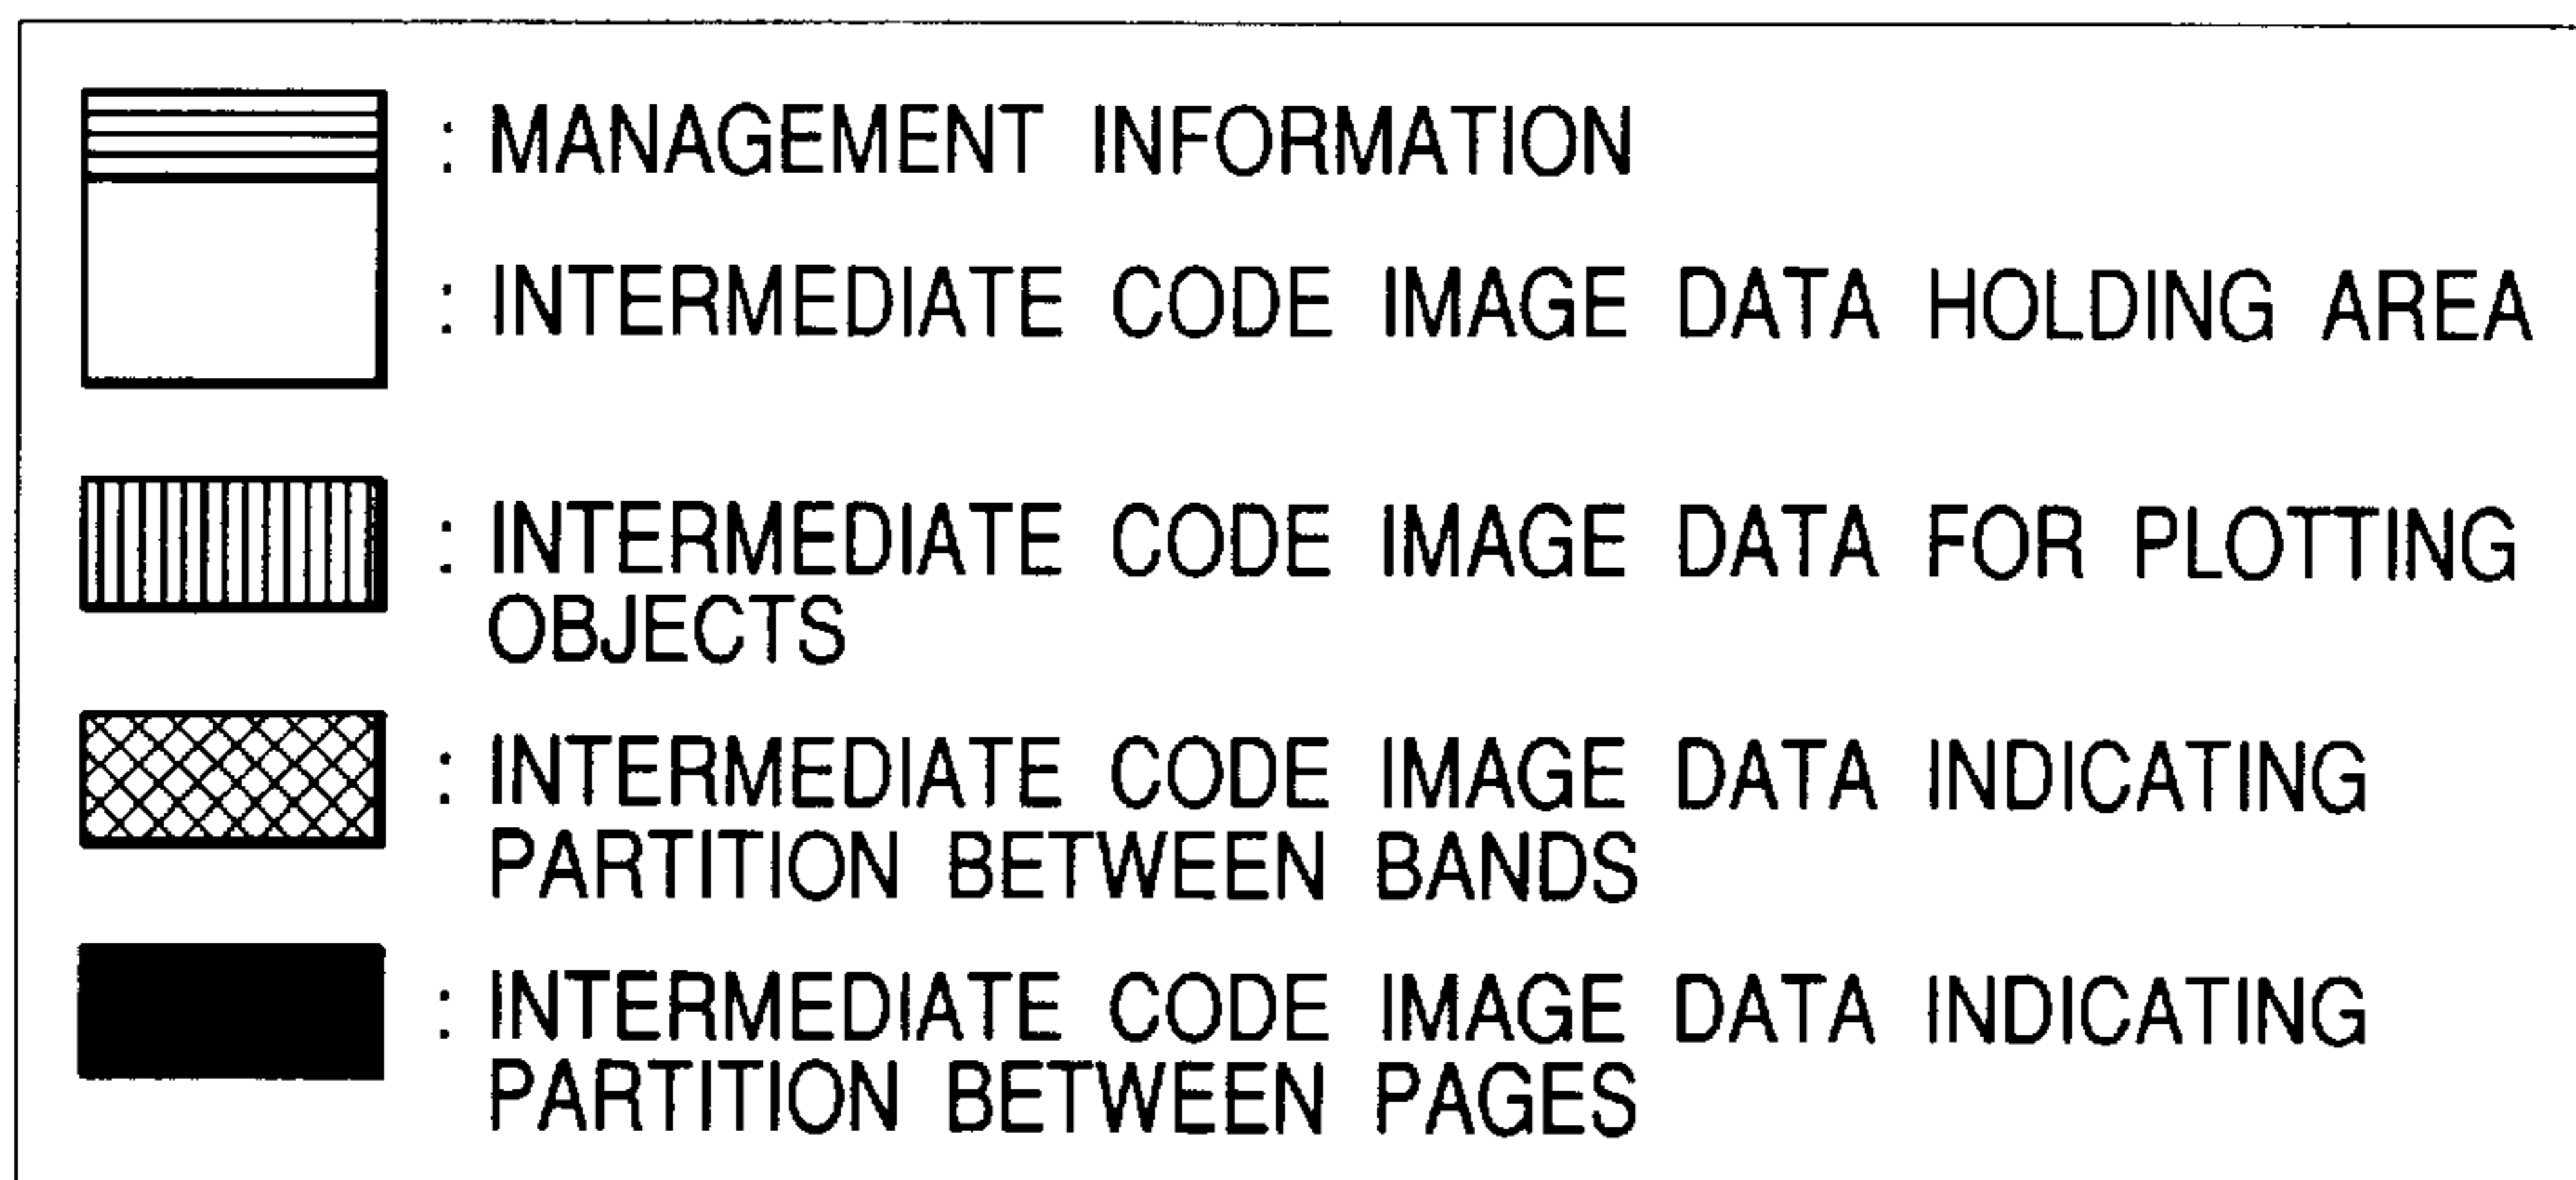 : MANAGEMENT INFORMATION
: INTERMEDIATE CODE IMAGE DATA HOLDING AREA
: INTERMEDIATE CODE IMAGE DATA FOR PLOTTING
OBJECTS
: INTERMEDIATE CODE IMAGE DATA INDICATING
PARTITION BETWEEN BANDS
: INTERMEDIATE CODE IMAGE DATA INDICATING
PARTITION BETWEEN PAGES